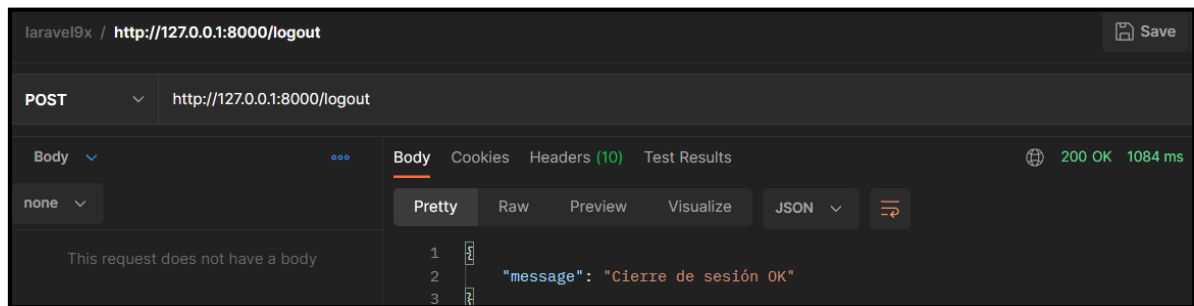 laravel9x / http://127.0.0.1:8000/logout
Save
POST http://127.0.0.1:8000/logout
Body ooo
Body Cookies Headers (10) Test Results
200 OK 1084 ms
none
Pretty Raw Preview Visualize JSON
This request does not have a body
1 {
2 "message": "Cierre de sesión OK"
3 }